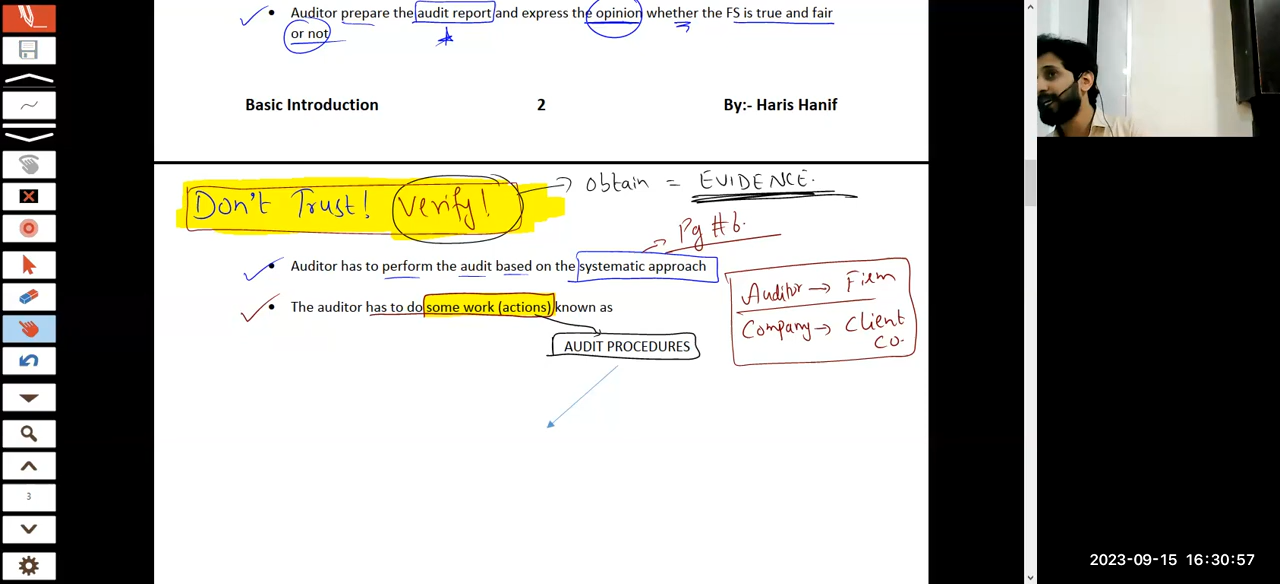 Auditor prepare the audit report and express the opinion whether the FS is true and fair
or not
Basic Introduction 2 By:- Haris Hanif
Don't Trust! Verify! → obtain = EVIDENCE.
Pg # 6.
Auditor has to perform the audit based on the systematic approach
The auditor has to do some work (actions) known as
AUDIT PROCEDURES
Auditor → Firm
Company → Client
Co.
3
2023-09-15 16:30:57